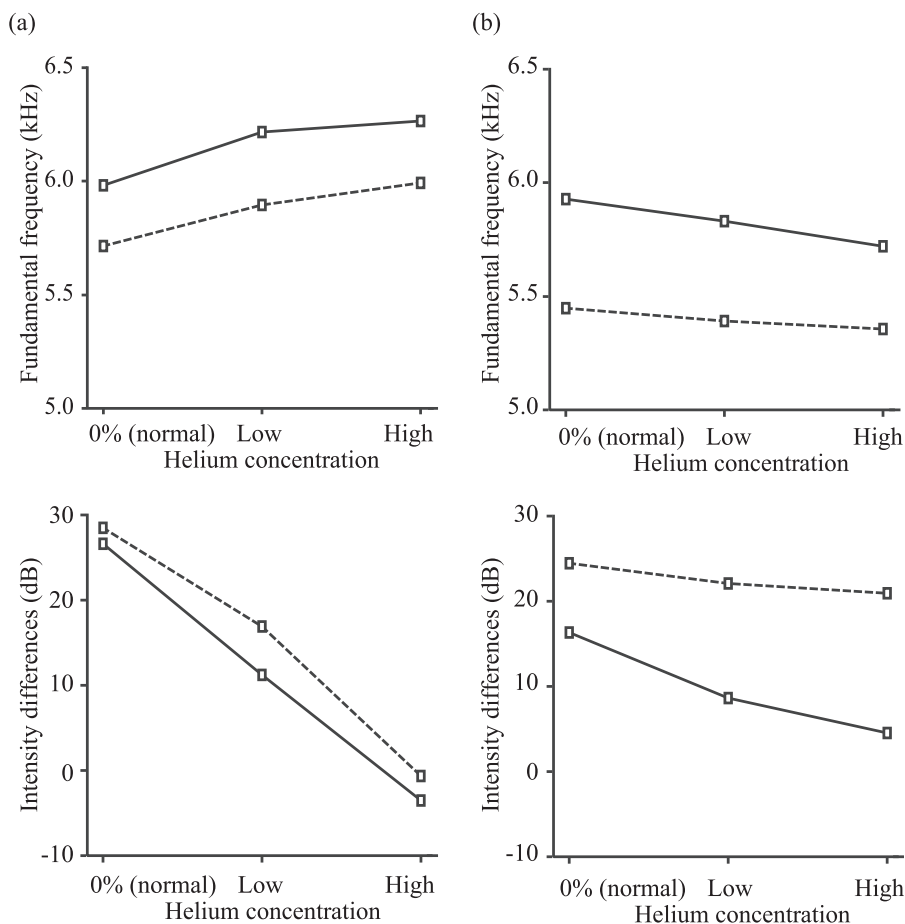 (a)
Fundamental frequency (kHz)
6.5
6.0
5.5
5.0
0% (normal) Low High
Helium concentration
(b)
Fundamental frequency (kHz)
6.5
6.0
5.5
5.0
0% (normal) Low High
Helium concentration
Intensity differences (dB)
30
20
10
0
-10
0% (normal) Low High
Helium concentration
Intensity differences (dB)
30
20
10
0
-10
0% (normal) Low High
Helium concentration